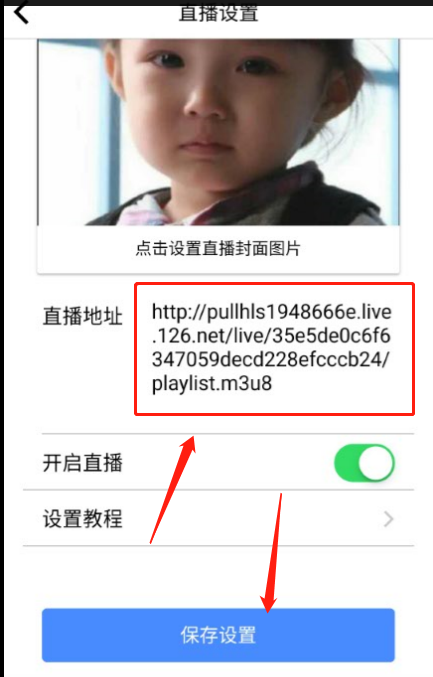 直播设置
点击设置直播封面图片
直播地址
http://pullhls1948666e.live
.126.net/live/35e5de0c6f6
347059decd228efcccb24/
playlist.m3u8
开启直播
设置教程
保存设置